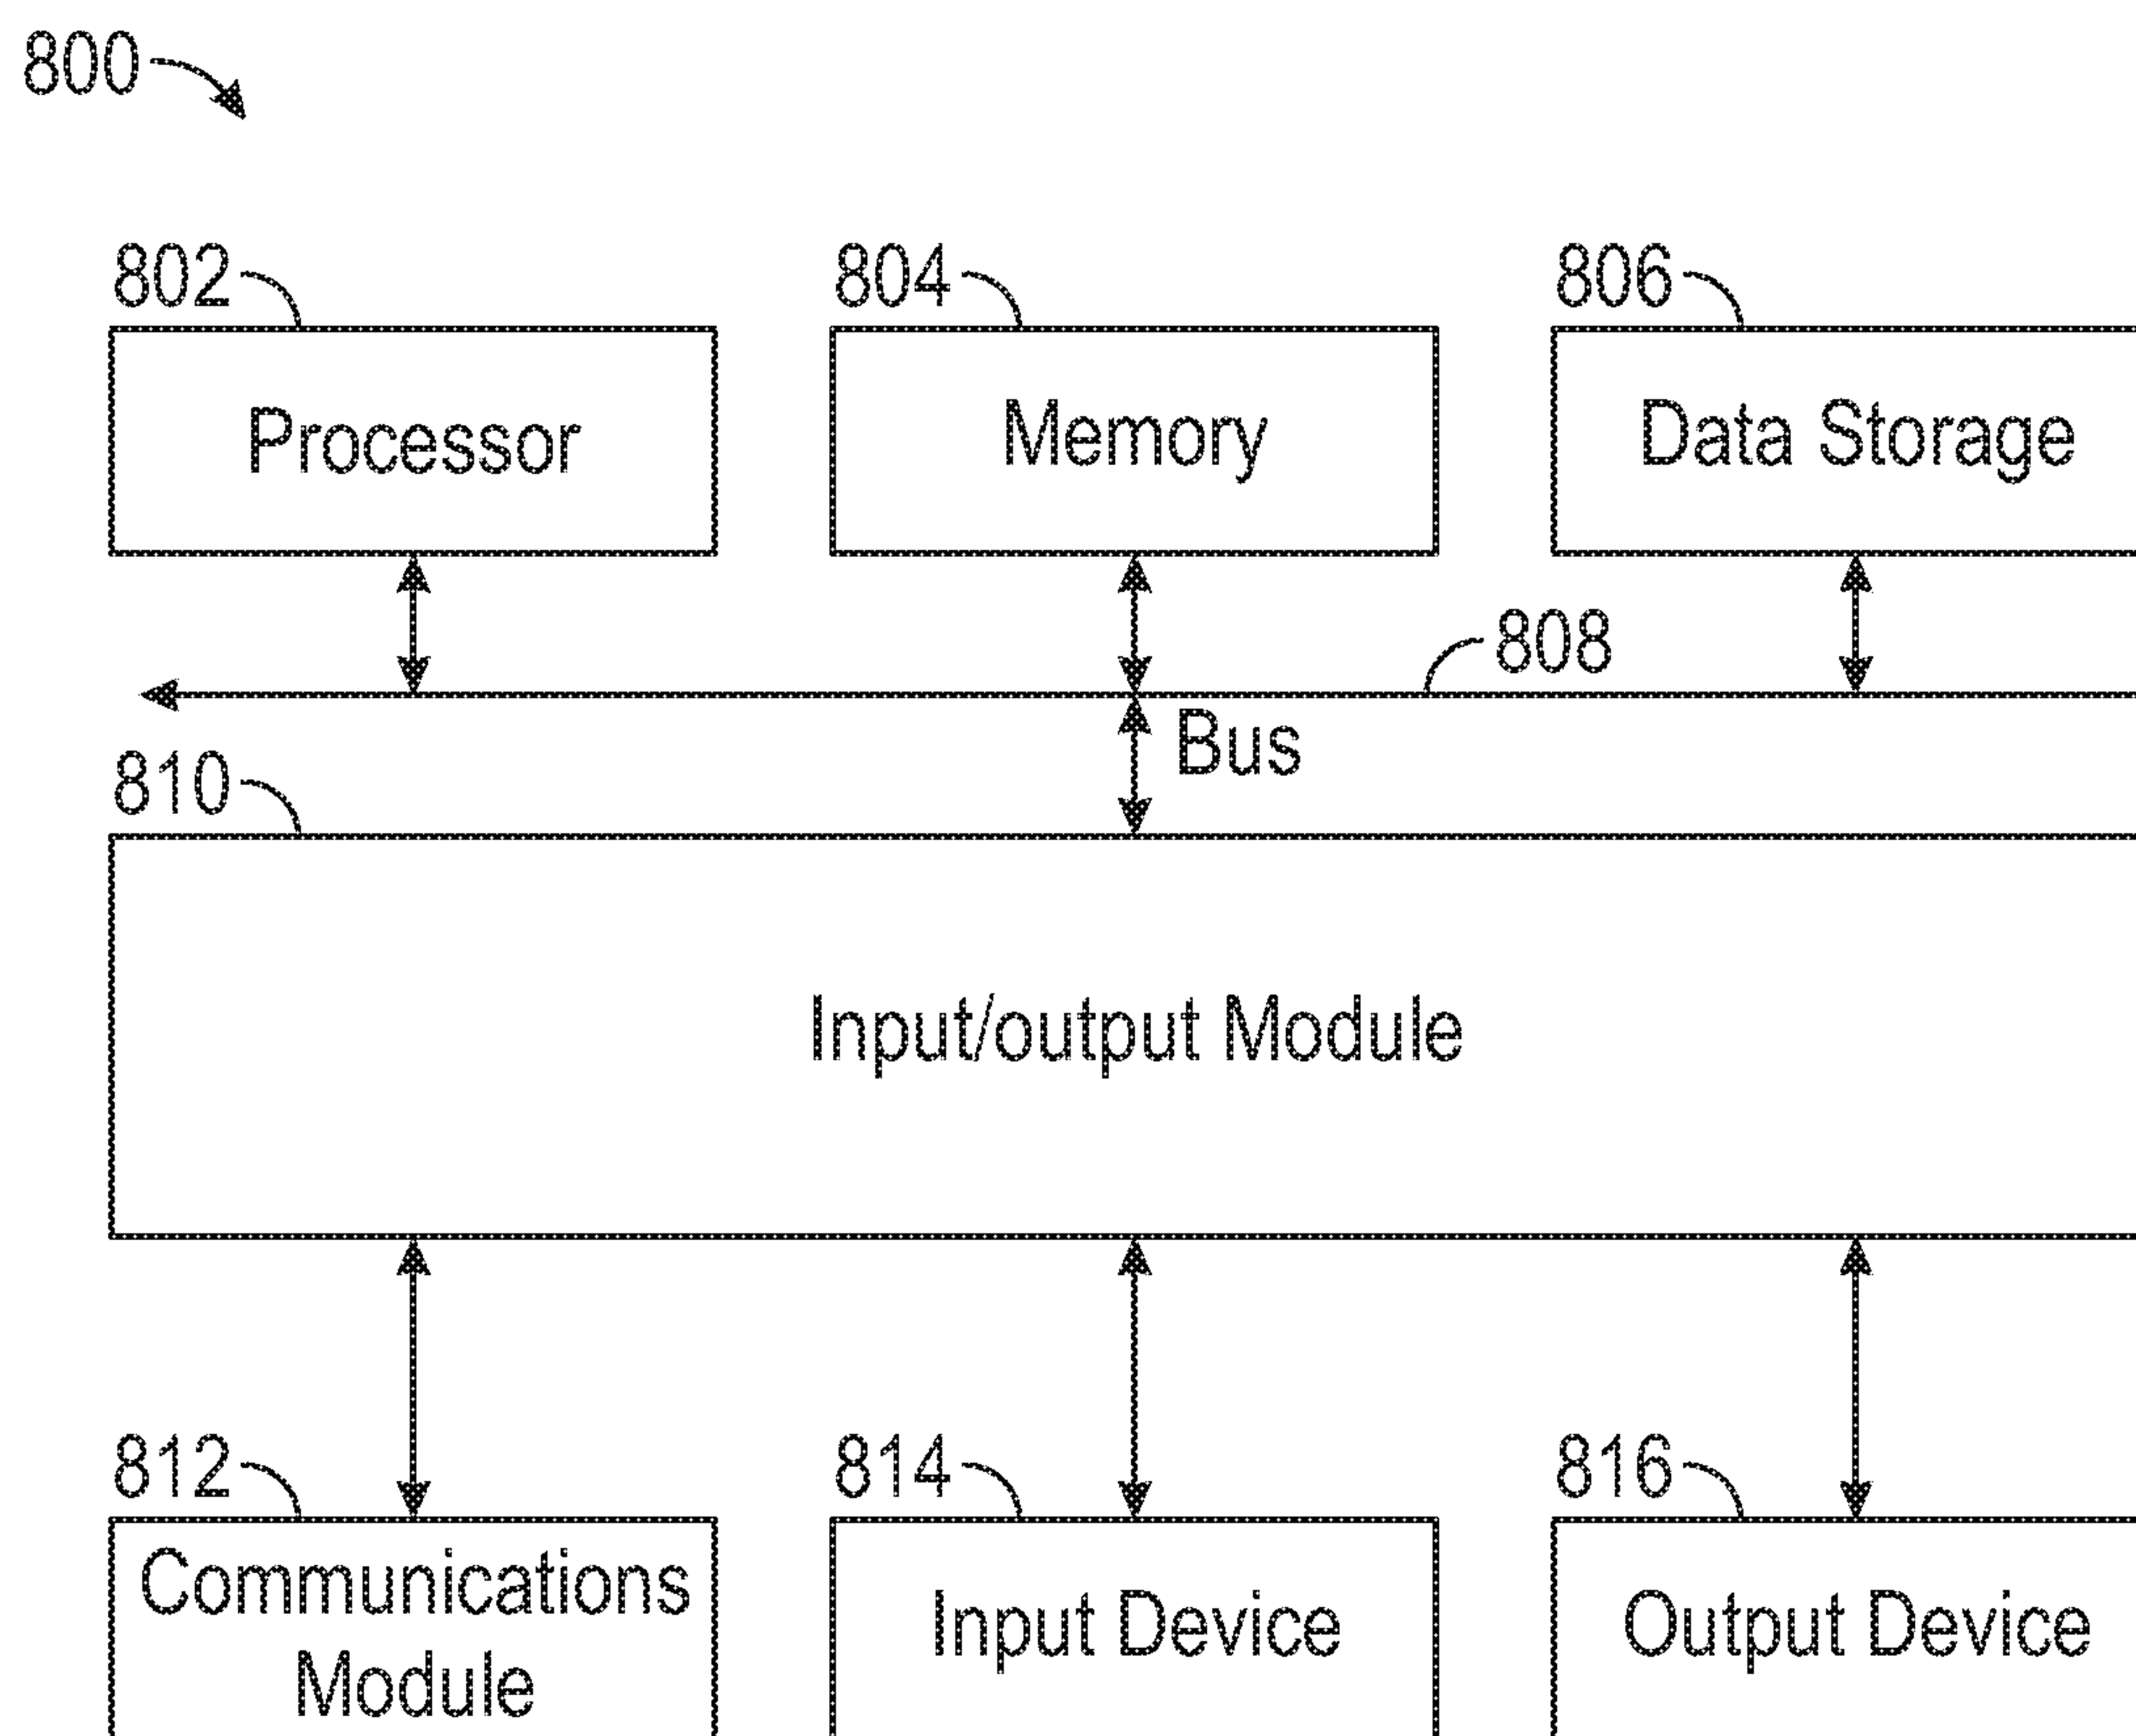 800
802
804
806
Processor
Memory
Data Storage
808
Bus
810
Input/output Module
812
814
816
Communications
Module
Input Device
Output Device